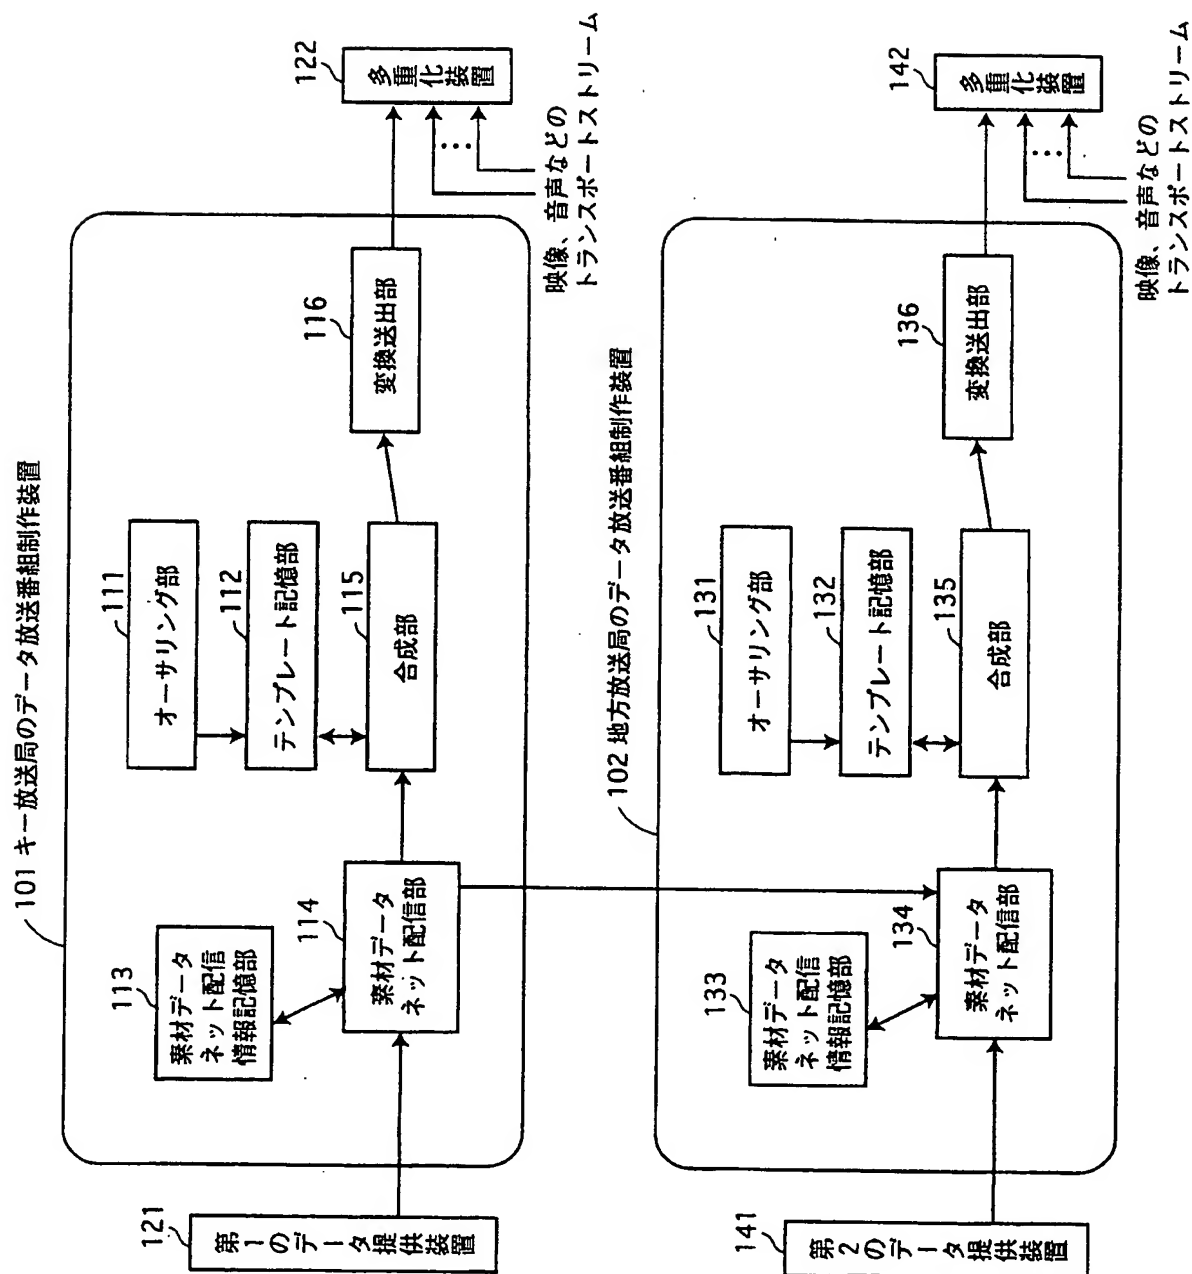 101 キー放送局のデータ放送番組制作装置
121
第1のデータ提供装置
113
素材データ
ネット配信
情報記憶部
114
素材データ
ネット配信部
111
オーサリング部
112
テンプレート記憶部
115
合成部
116
変換送出部
122
多重化装置
映像、音声などの
トランスポートストリーム
102 地方放送局のデータ放送番組制作装置
141
第2のデータ提供装置
133
素材データ
ネット配信
情報記憶部
134
素材データ
ネット配信部
131
オーサリング部
132
テンプレート記憶部
135
合成部
136
変換送出部
142
多重化装置
映像、音声などの
トランスポートストリーム